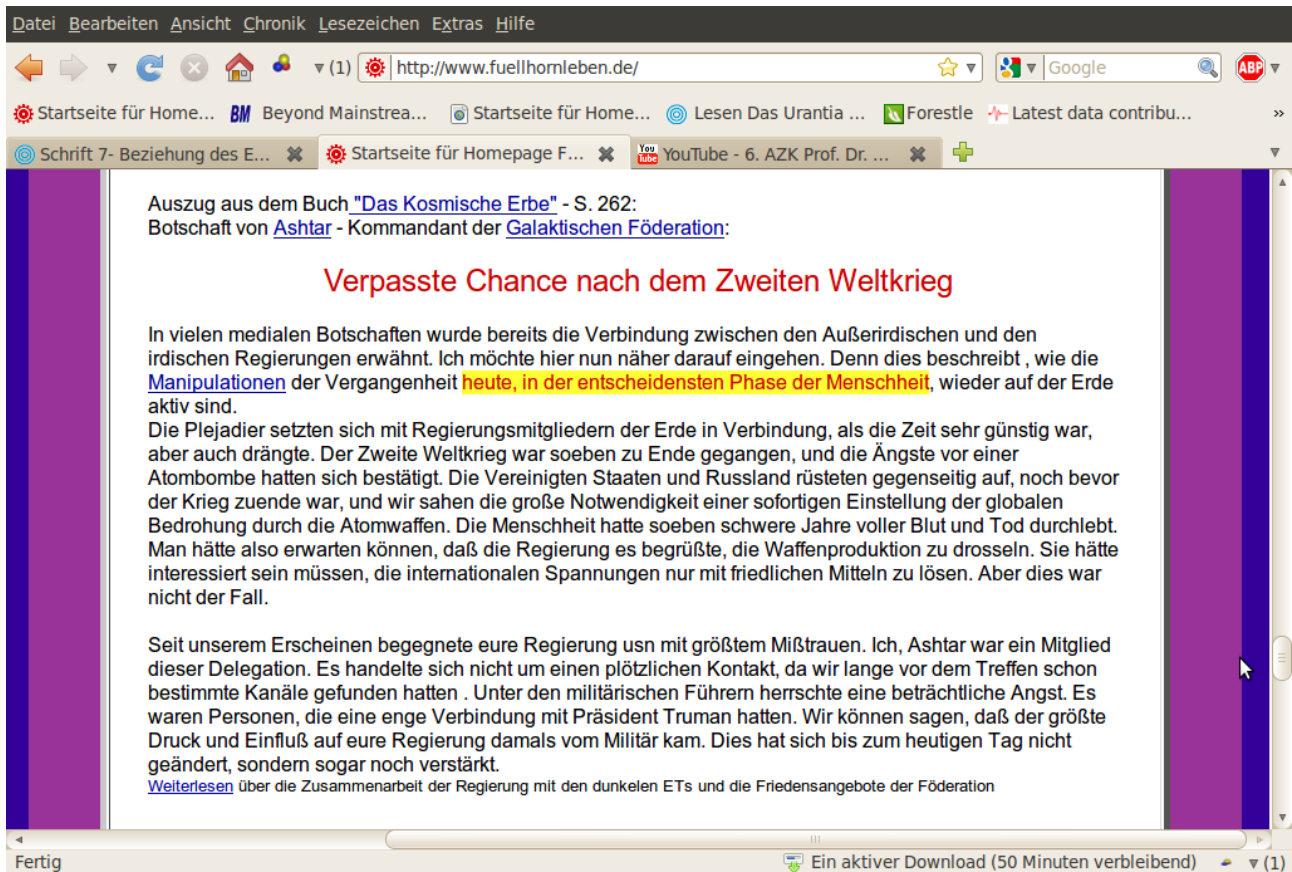 Datei Bearbeiten Ansicht Chronik Lesezeichen Extras Hilfe
(1) http://www.fuellhornleben.de/ Google ABP
Startseite für Home... BM Beyond Mainstrea... Startseite für Home... Lesen Das Urantia ... Forestle Latest data contribu... »
Schrift 7- Beziehung des E... Startseite für Homepage F... You Tube YouTube - 6. AZK Prof. Dr. ...
Auszug aus dem Buch "Das Kosmische Erbe" - S. 262:
Botschaft von Ashtar - Kommandant der Galaktischen Föderation:
Verpasste Chance nach dem Zweiten Weltkrieg
In vielen medialen Botschaften wurde bereits die Verbindung zwischen den Außerirdischen und den
irdischen Regierungen erwähnt. Ich möchte hier nun näher darauf eingehen. Denn dies beschreibt , wie die
Manipulationen der Vergangenheit heute, in der entscheidensten Phase der Menschheit, wieder auf der Erde
aktiv sind.
Die Plejadier setzten sich mit Regierungsmitgliedern der Erde in Verbindung, als die Zeit sehr günstig war,
aber auch drängte. Der Zweite Weltkrieg war soeben zu Ende gegangen, und die Ängste vor einer
Atombombe hatten sich bestätigt. Die Vereinigten Staaten und Russland rüsteten gegenseitig auf, noch bevor
der Krieg zuende war, und wir sahen die große Notwendigkeit einer sofortigen Einstellung der globalen
Bedrohung durch die Atomwaffen. Die Menschheit hatte soeben schwere Jahre voller Blut und Tod durchlebt.
Man hätte also erwarten können, daß die Regierung es begrüßte, die Waffenproduktion zu drosseln. Sie hätte
interessiert sein müssen, die internationalen Spannungen nur mit friedlichen Mitteln zu lösen. Aber dies war
nicht der Fall.
Seit unserem Erscheinen begegnete eure Regierung usn mit größtem Mißtrauen. Ich, Ashtar war ein Mitglied
dieser Delegation. Es handelte sich nicht um einen plötzlichen Kontakt, da wir lange vor dem Treffen schon
bestimmte Kanäle gefunden hatten . Unter den militärischen Führern herrschte eine beträchtliche Angst. Es
waren Personen, die eine enge Verbindung mit Präsident Truman hatten. Wir können sagen, daß der größte
Druck und Einfluß auf eure Regierung damals vom Militär kam. Dies hat sich bis zum heutigen Tag nicht
geändert, sondern sogar noch verstärkt.
Weiterlesen über die Zusammenarbeit der Regierung mit den dunkelen ETs und die Friedensangebote der Föderation
Fertig Ein aktiver Download (50 Minuten verbleibend) (1)